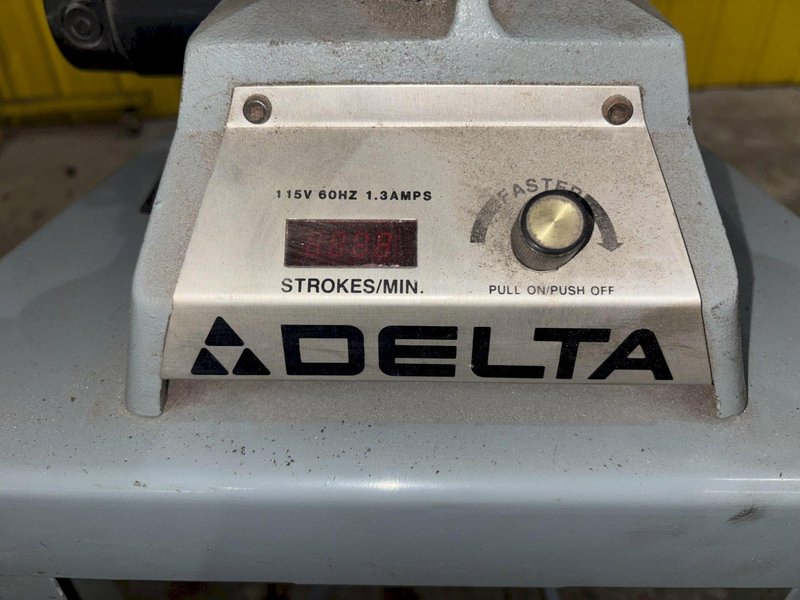 FASTER
115V 60HZ 1.3AMPS
STROKES/MIN.
PULL ON/PUSH OFF
DELTA